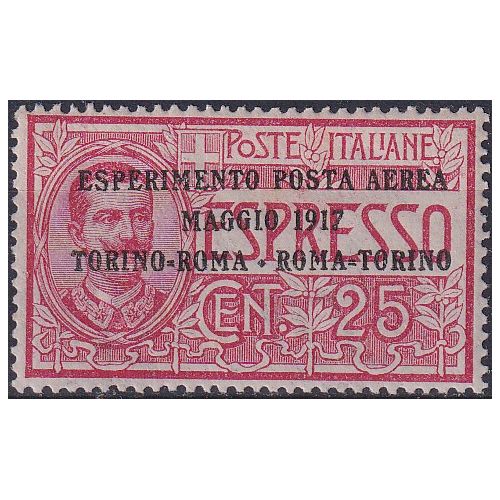 POSTE ITALIANE
ESPERIMENTO POSTA AEREA
MAGGIO 1917
ESPRESSO
TORINO-ROMA · ROMA-TORINO
CENT. 25